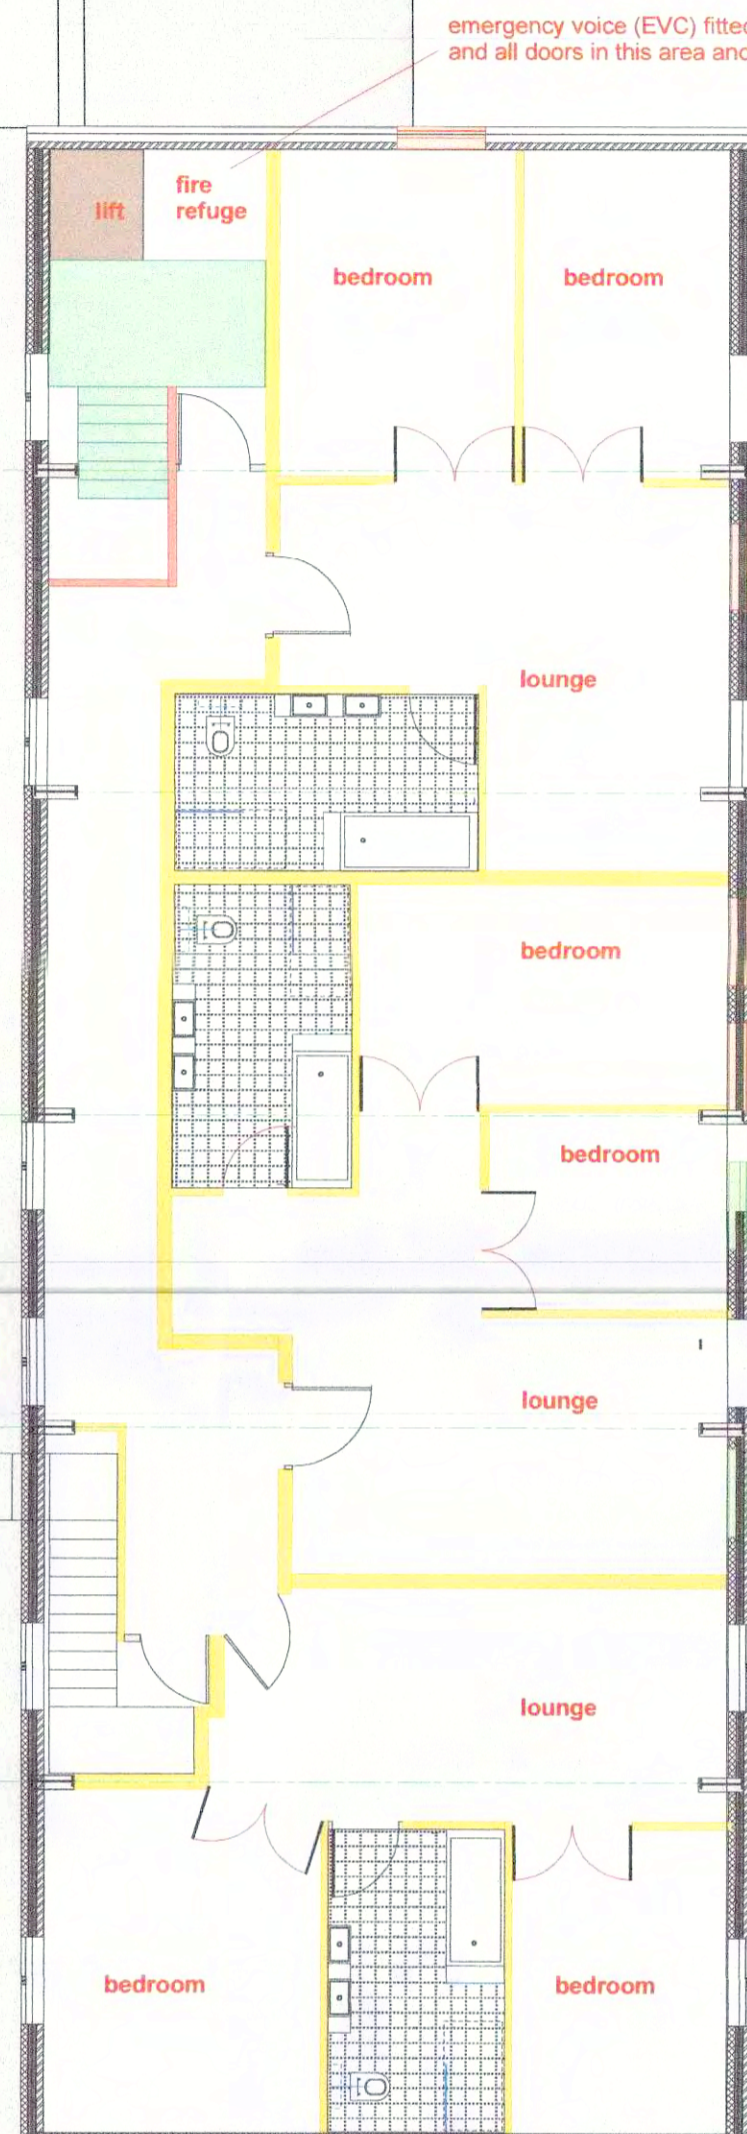 emergency voice (EVC) fitted
and all doors in this area and
fire
refuge
lift
bedroom
bedroom
lounge
bedroom
bedroom
lounge
lounge
bedroom
bedroom